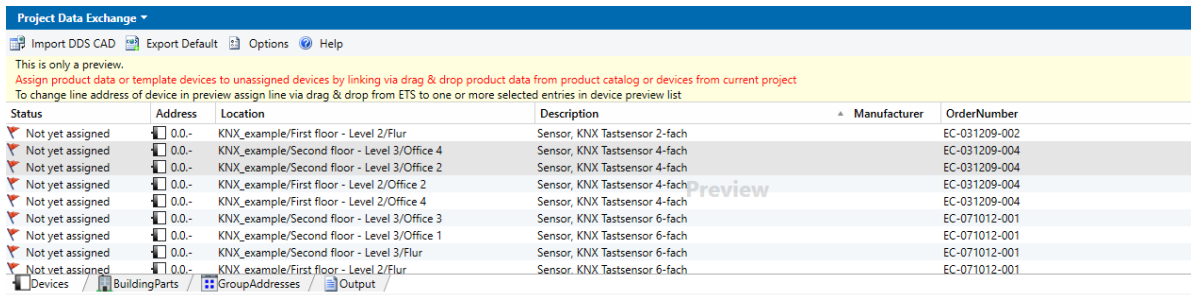 Project Data Exchange
Import DDS CAD Export Default Options Help
This is only a preview.
Assign product data or template devices to unassigned devices by linking via drag & drop product data from product catalog or devices from current project
To change line address of device in preview assign line via drag & drop from ETS to one or more selected entries in device preview list
Status Address Location Description Manufacturer OrderNumber
Not yet assigned 0.0.- KNX_example/First floor - Level 2/Flur Sensor, KNX Tastsensor 2-fach EC-031209-002
Not yet assigned 0.0.- KNX_example/Second floor - Level 3/Office 4 Sensor, KNX Tastsensor 4-fach EC-031209-004
Not yet assigned 0.0.- KNX_example/Second floor - Level 3/Office 2 Sensor, KNX Tastsensor 4-fach EC-031209-004
Not yet assigned 0.0.- KNX_example/First floor - Level 2/Office 2 Sensor, KNX Tastsensor 4-fach Preview EC-031209-004
Not yet assigned 0.0.- KNX_example/First floor - Level 2/Office 4 Sensor, KNX Tastsensor 4-fach EC-031209-004
Not yet assigned 0.0.- KNX_example/Second floor - Level 3/Office 3 Sensor, KNX Tastsensor 6-fach EC-071012-001
Not yet assigned 0.0.- KNX_example/Second floor - Level 3/Office 1 Sensor, KNX Tastsensor 6-fach EC-071012-001
Not yet assigned 0.0.- KNX_example/Second floor - Level 3/Flur Sensor, KNX Tastsensor 6-fach EC-071012-001
Not yet assigned 0.0.- KNX_example/First floor - Level 2/Flur Sensor, KNX Tastsensor 6-fach EC-071012-001
Devices BuildingParts GroupAddresses Output